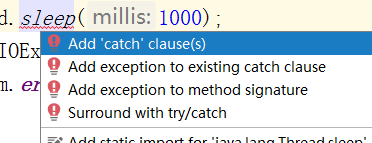 d.sleep( millis: 1000);
IOEx
Add 'catch' clause(s)
Add exception to existing catch clause
m.er
Add exception to method signature
Surround with try/catch
Add static import for 'java.lang.Thread.sleep'